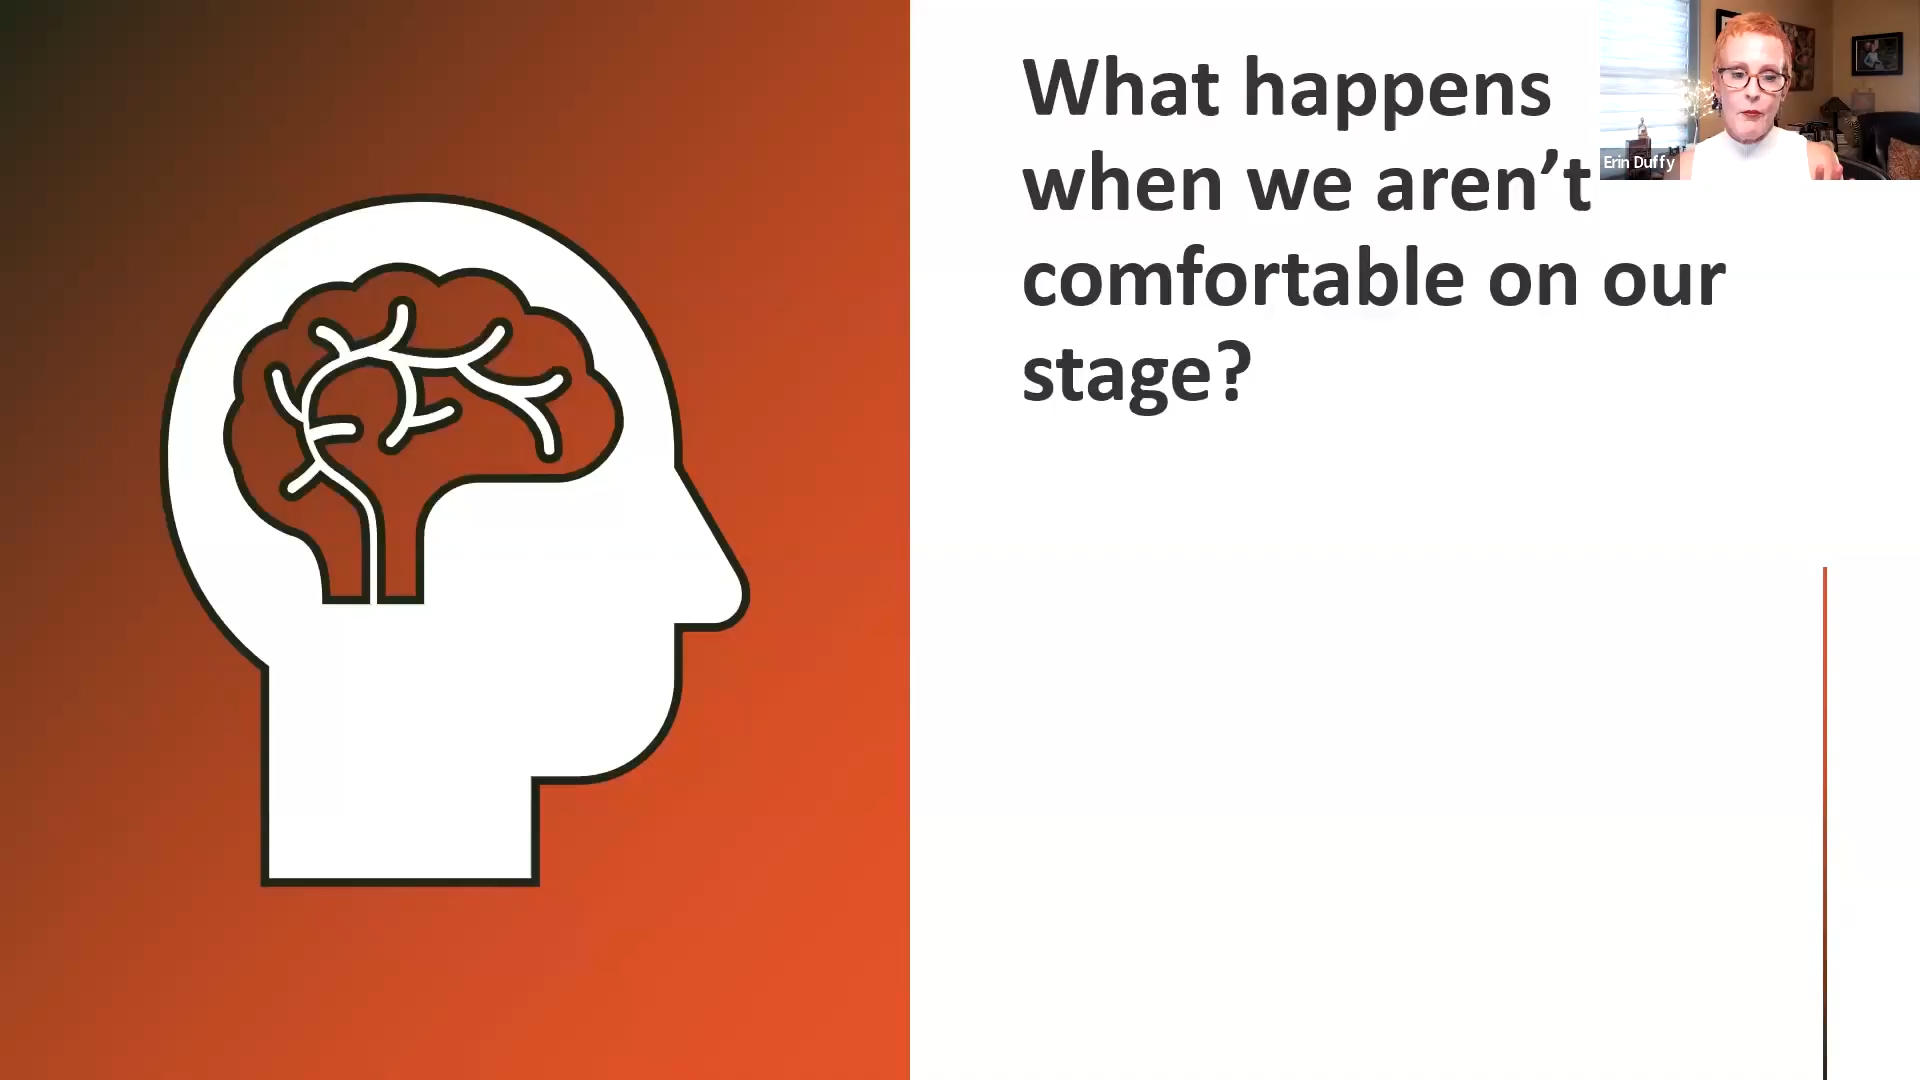 What happens
when we aren’t
comfortable on our
stage?
Erin Duffy